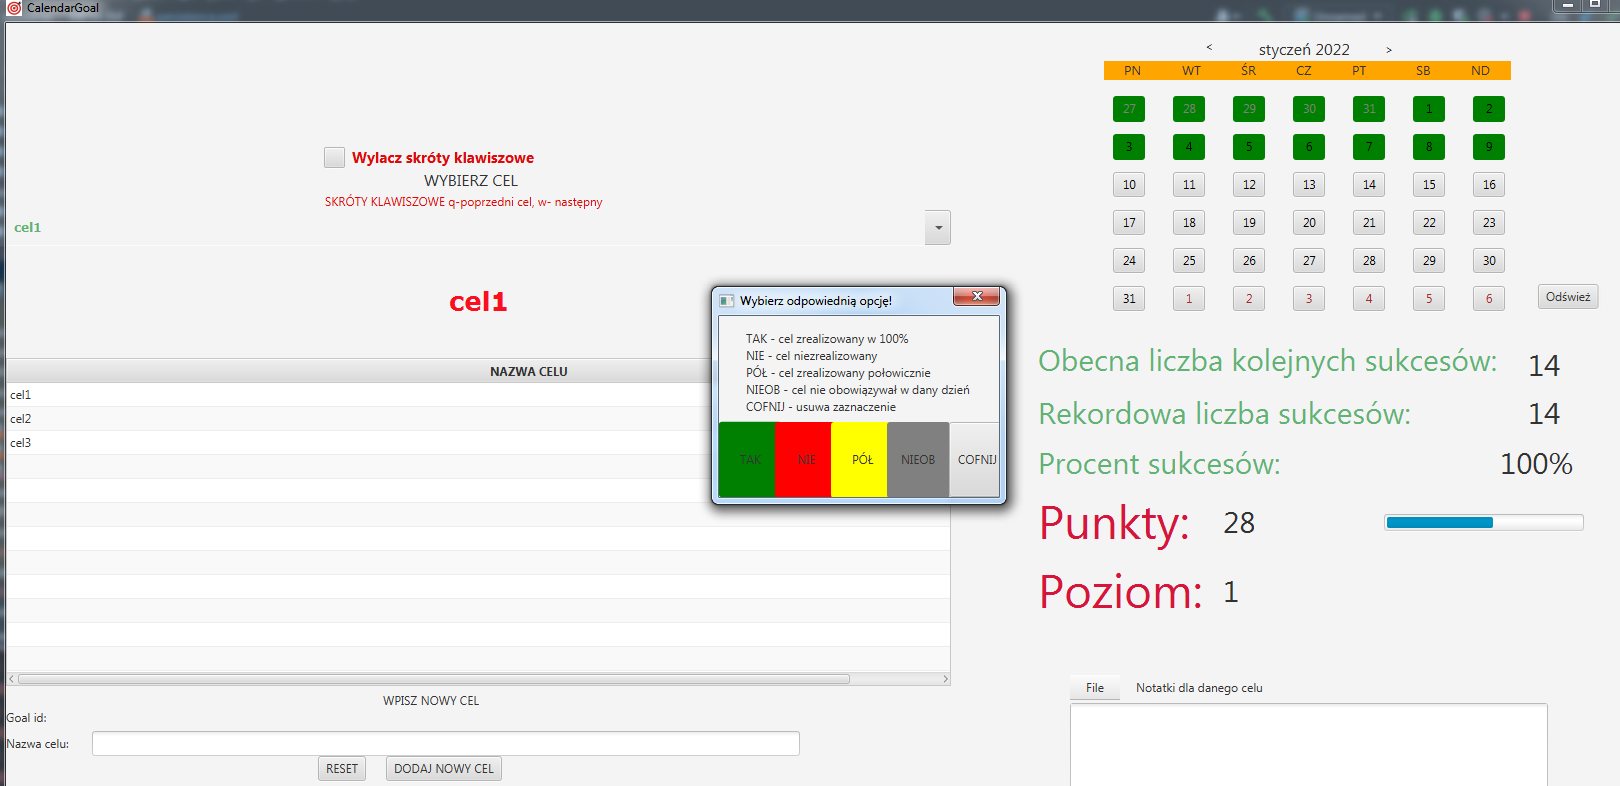 CalendarGoal
Wylacz skróty klawiszowe
WYBIERZ CEL
SKRÓTY KLAWISZOWE q-poprzedni cel, w- następny
cel1
cel1
NAZWA CELU
cel1
cel2
cel3
WPISZ NOWY CEL
Goal id:
Nazwa celu:
RESET DODAJ NOWY CEL
Wybierz odpowiednią opcję!
TAK - cel zrealizowany w 100%
NIE - cel niezrealizowany
PÓŁ - cel zrealizowany połowicznie
NIEOB - cel nie obowiązywał w dany dzień
COFNIJ - usuwa zaznaczenie
TAK NIE PÓŁ NIEOB COFNIJ
< styczeń 2022 >
PN WT ŚR CZ PT SB ND
27 28 29 30 31 1 2
3 4 5 6 7 8 9
10 11 12 13 14 15 16
17 18 19 20 21 22 23
24 25 26 27 28 29 30
31 1 2 3 4 5 6
Odśwież
Obecna liczba kolejnych sukcesów: 14
Rekordowa liczba sukcesów: 14
Procent sukcesów: 100%
Punkty: 28
Poziom: 1
File Notatki dla danego celu